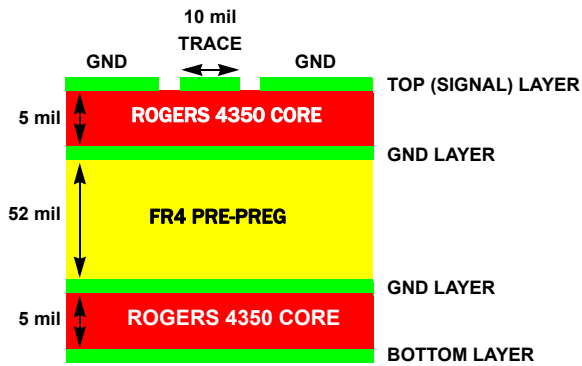 10 mil
TRACE
GND
GND
TOP (SIGNAL) LAYER
5 mil
ROGERS 4350 CORE
GND LAYER
52 mil
FR4 PRE-PREG
GND LAYER
5 mil
ROGERS 4350 CORE
BOTTOM LAYER